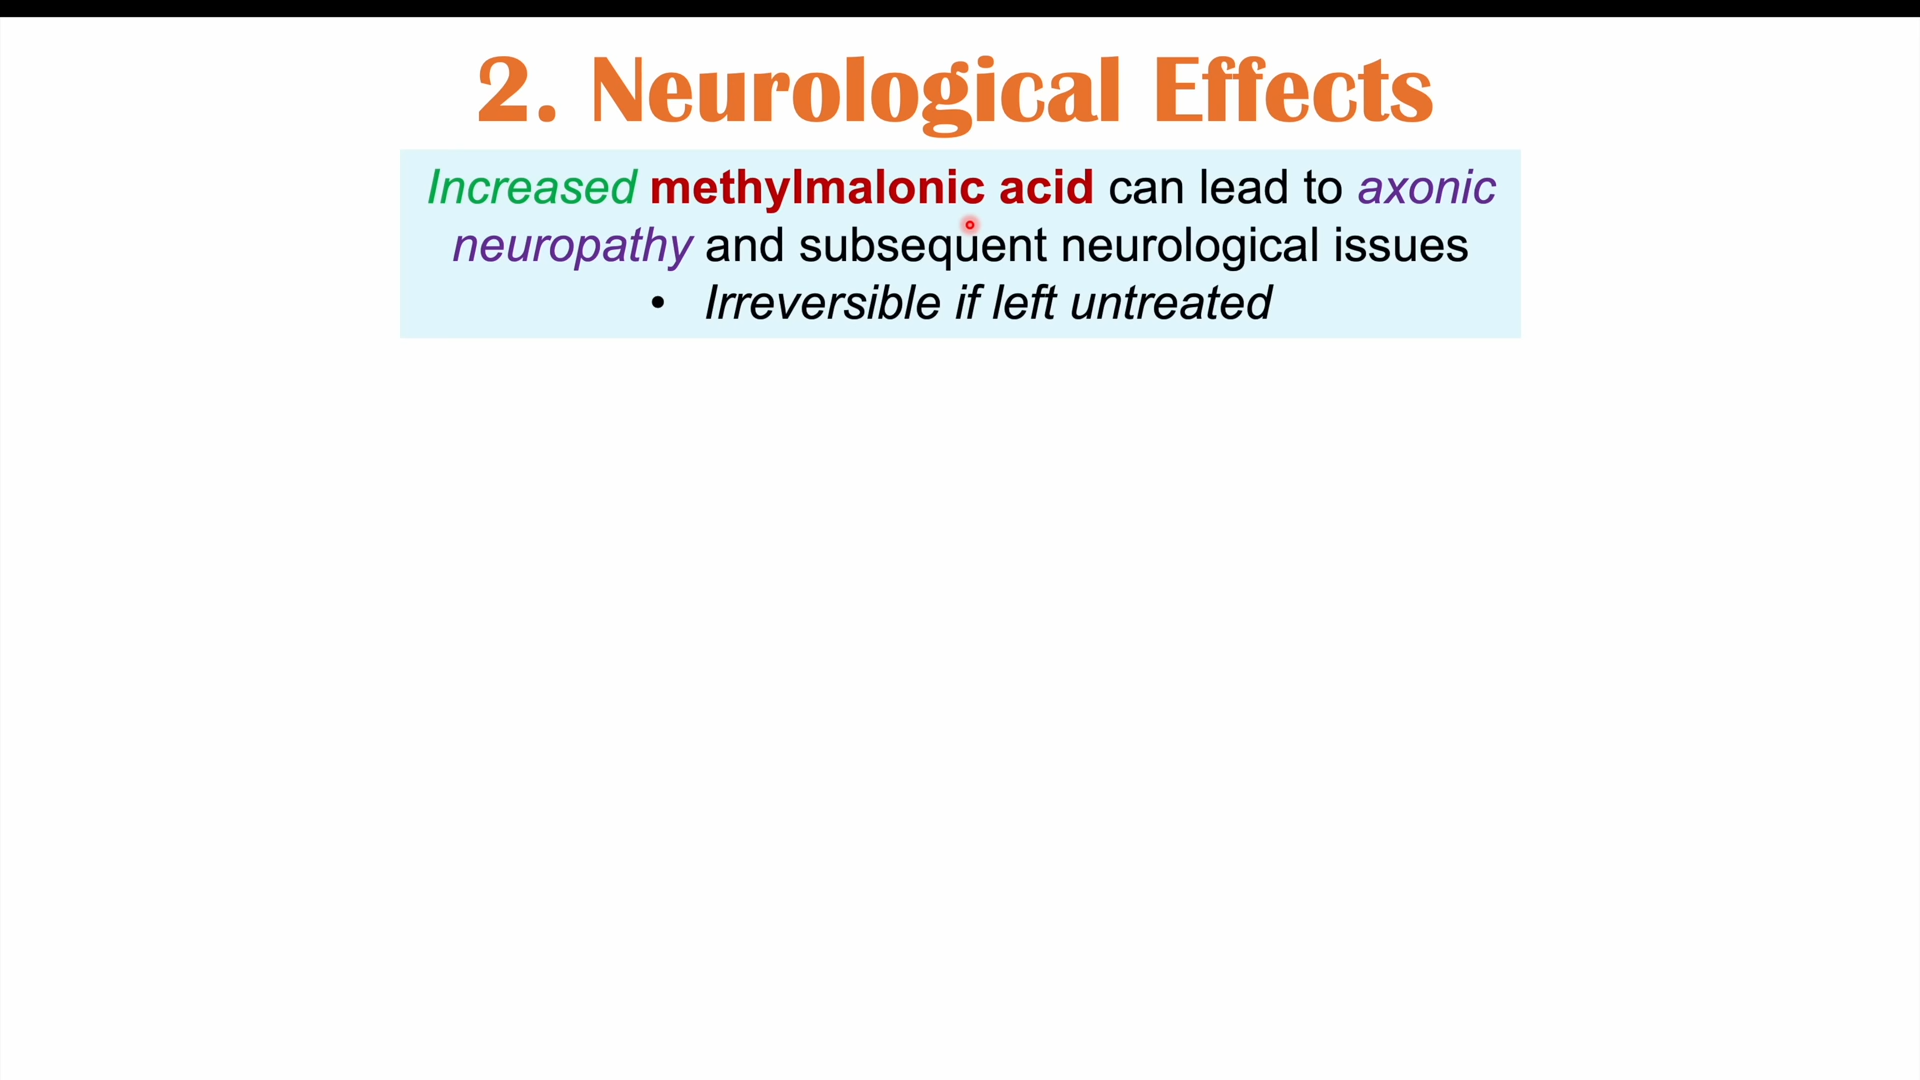 2. Neurological Effects
Increased methylmalonic acid can lead to axonic
neuropathy and subsequent neurological issues
• Irreversible if left untreated